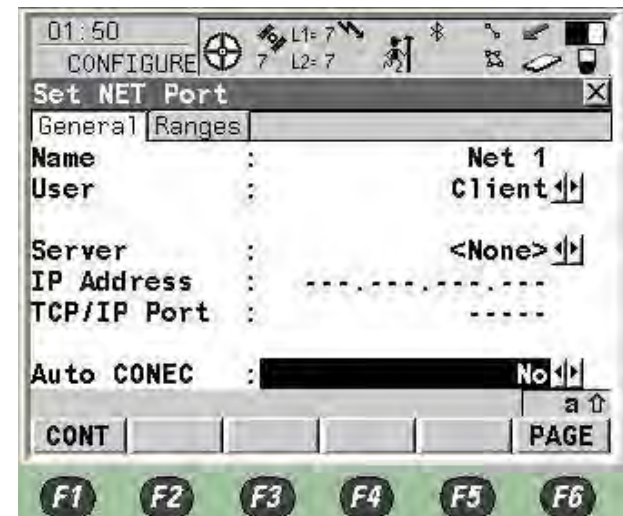 01:50
CONFIGURE
7 L1= 7
L2= 7
2
Set NET Port
General Ranges
Name : Net 1
User : Client
Server : <None>
IP Address : ---.---.---.---
TCP/IP Port : -----
Auto CONEC : No
a
CONT PAGE
F1 F2 F3 F4 F5 F6